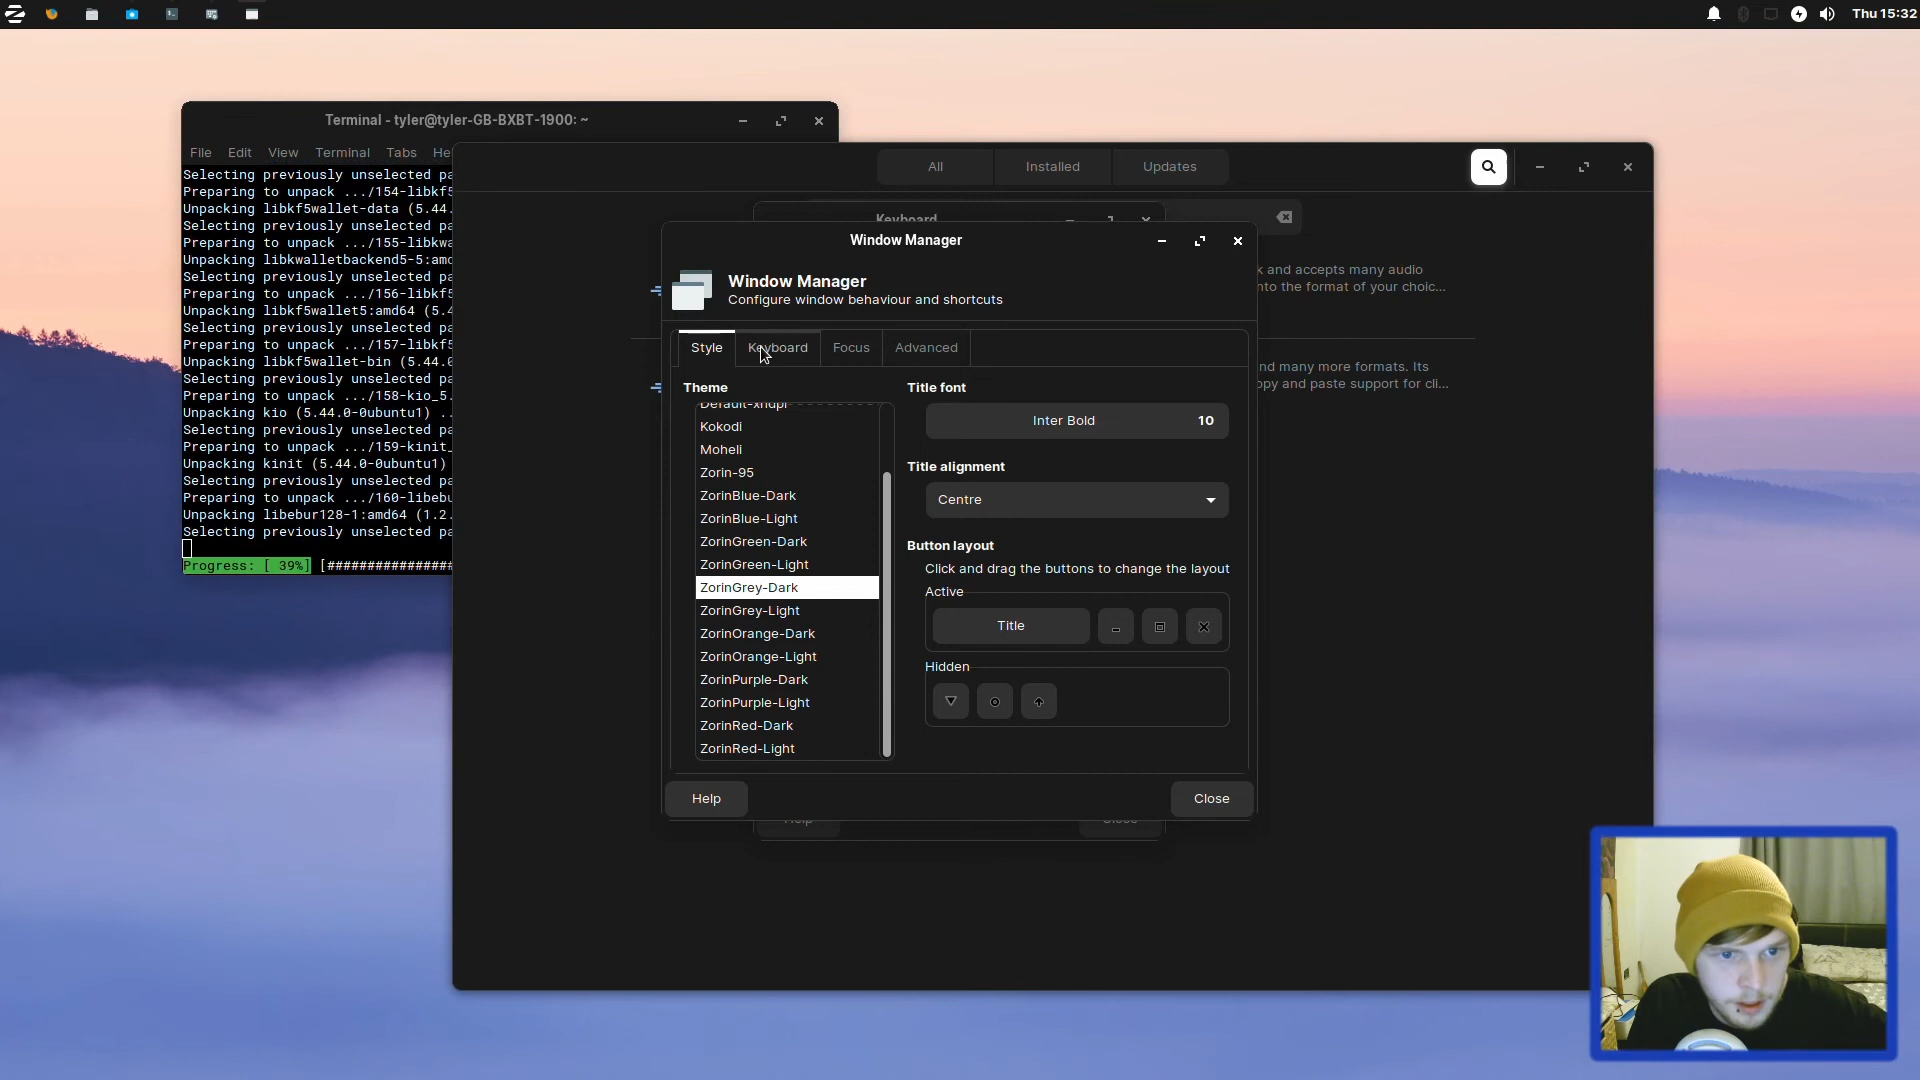 Thu 15:32
Terminal - tyler@tyler-GB-BXBT-1900: ~
File Edit View Terminal Tabs
Selecting previously unselected
Preparing to unpack .../154-libkf5
Unpacking libkf5wallet-data (5.44.
Selecting previously unselected
Preparing to unpack .../155-libkwa
Unpacking libkwalletbackend5-5:amd
Selecting previously unselected
Preparing to unpack .../156-libkf5
Unpacking libkf5wallet5:amd64 (5.4
Selecting previously unselected
Preparing to unpack .../157-libkf5
Unpacking libkf5wallet-bin (5.44.0
Selecting previously unselected
Preparing to unpack .../158-kio_5.
Unpacking kio (5.44.0-0ubuntu1) ..
Selecting previously unselected
Preparing to unpack .../159-kinit_
Unpacking kinit (5.44.0-0ubuntu1)
Selecting previously unselected
Preparing to unpack .../160-libebu
Unpacking libebur128-1:amd64 (1.2.
Selecting previously unselected
Progress: [ 39%] [################
All Installed Updates
k and accepts many audio
nto the format of your choic...
nd many more formats. Its
opy and paste support for cli...
Keyboard
Window Manager
Window Manager
Configure window behaviour and shortcuts
Style Keyboard Focus Advanced
Theme
Default-xhdpi
Kokodi
Moheli
Zorin-95
ZorinBlue-Dark
ZorinBlue-Light
ZorinGreen-Dark
ZorinGreen-Light
ZorinGrey-Dark
ZorinGrey-Light
ZorinOrange-Dark
ZorinOrange-Light
ZorinPurple-Dark
ZorinPurple-Light
ZorinRed-Dark
ZorinRed-Light
Title font
Inter Bold 10
Title alignment
Centre
Button layout
Click and drag the buttons to change the layout
Active
Title
Hidden
Help Close
Help Close